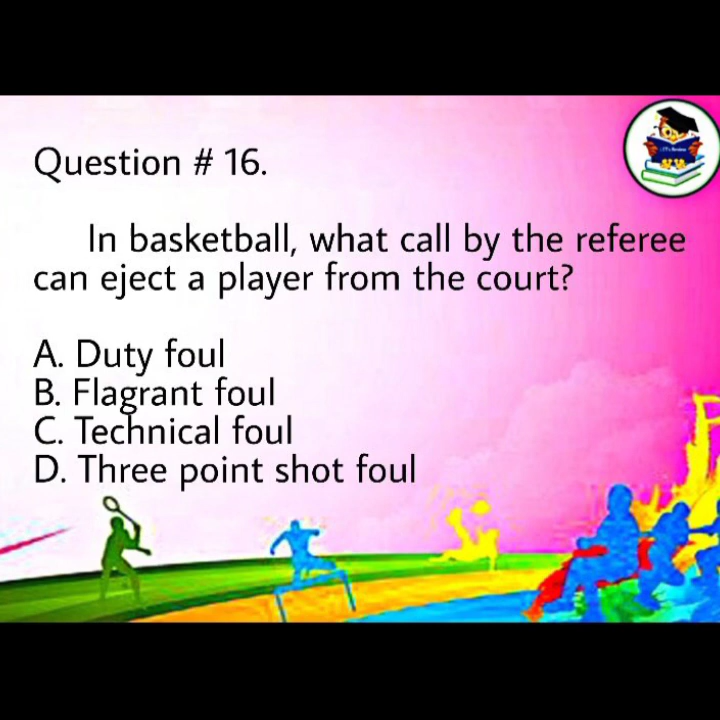 Question # 16.
In basketball, what call by the referee
can eject a player from the court?
A. Duty foul
B. Flagrant foul
C. Technical foul
D. Three point shot foul